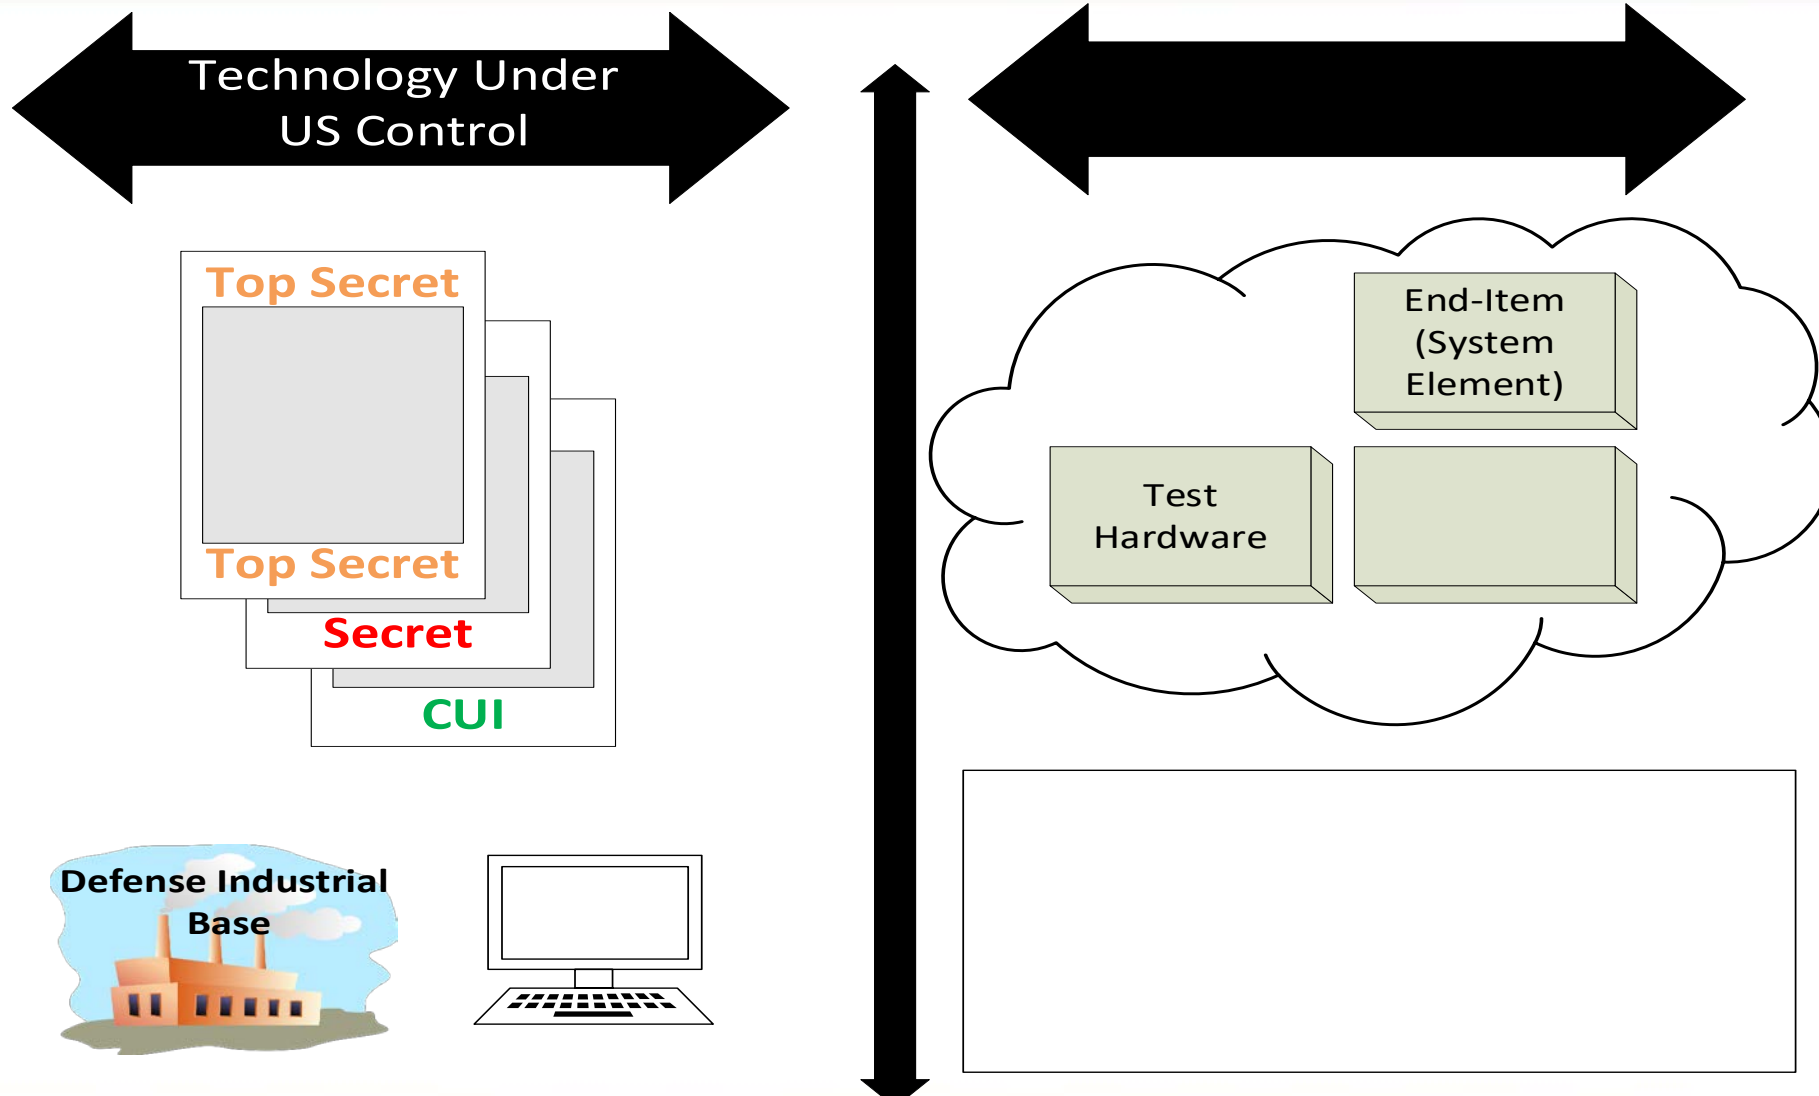 Technology Under
US Control
Top Secret
Top Secret
Secret
CUI
Defense Industrial
Base
End-Item
(System
Element)
Test
Hardware